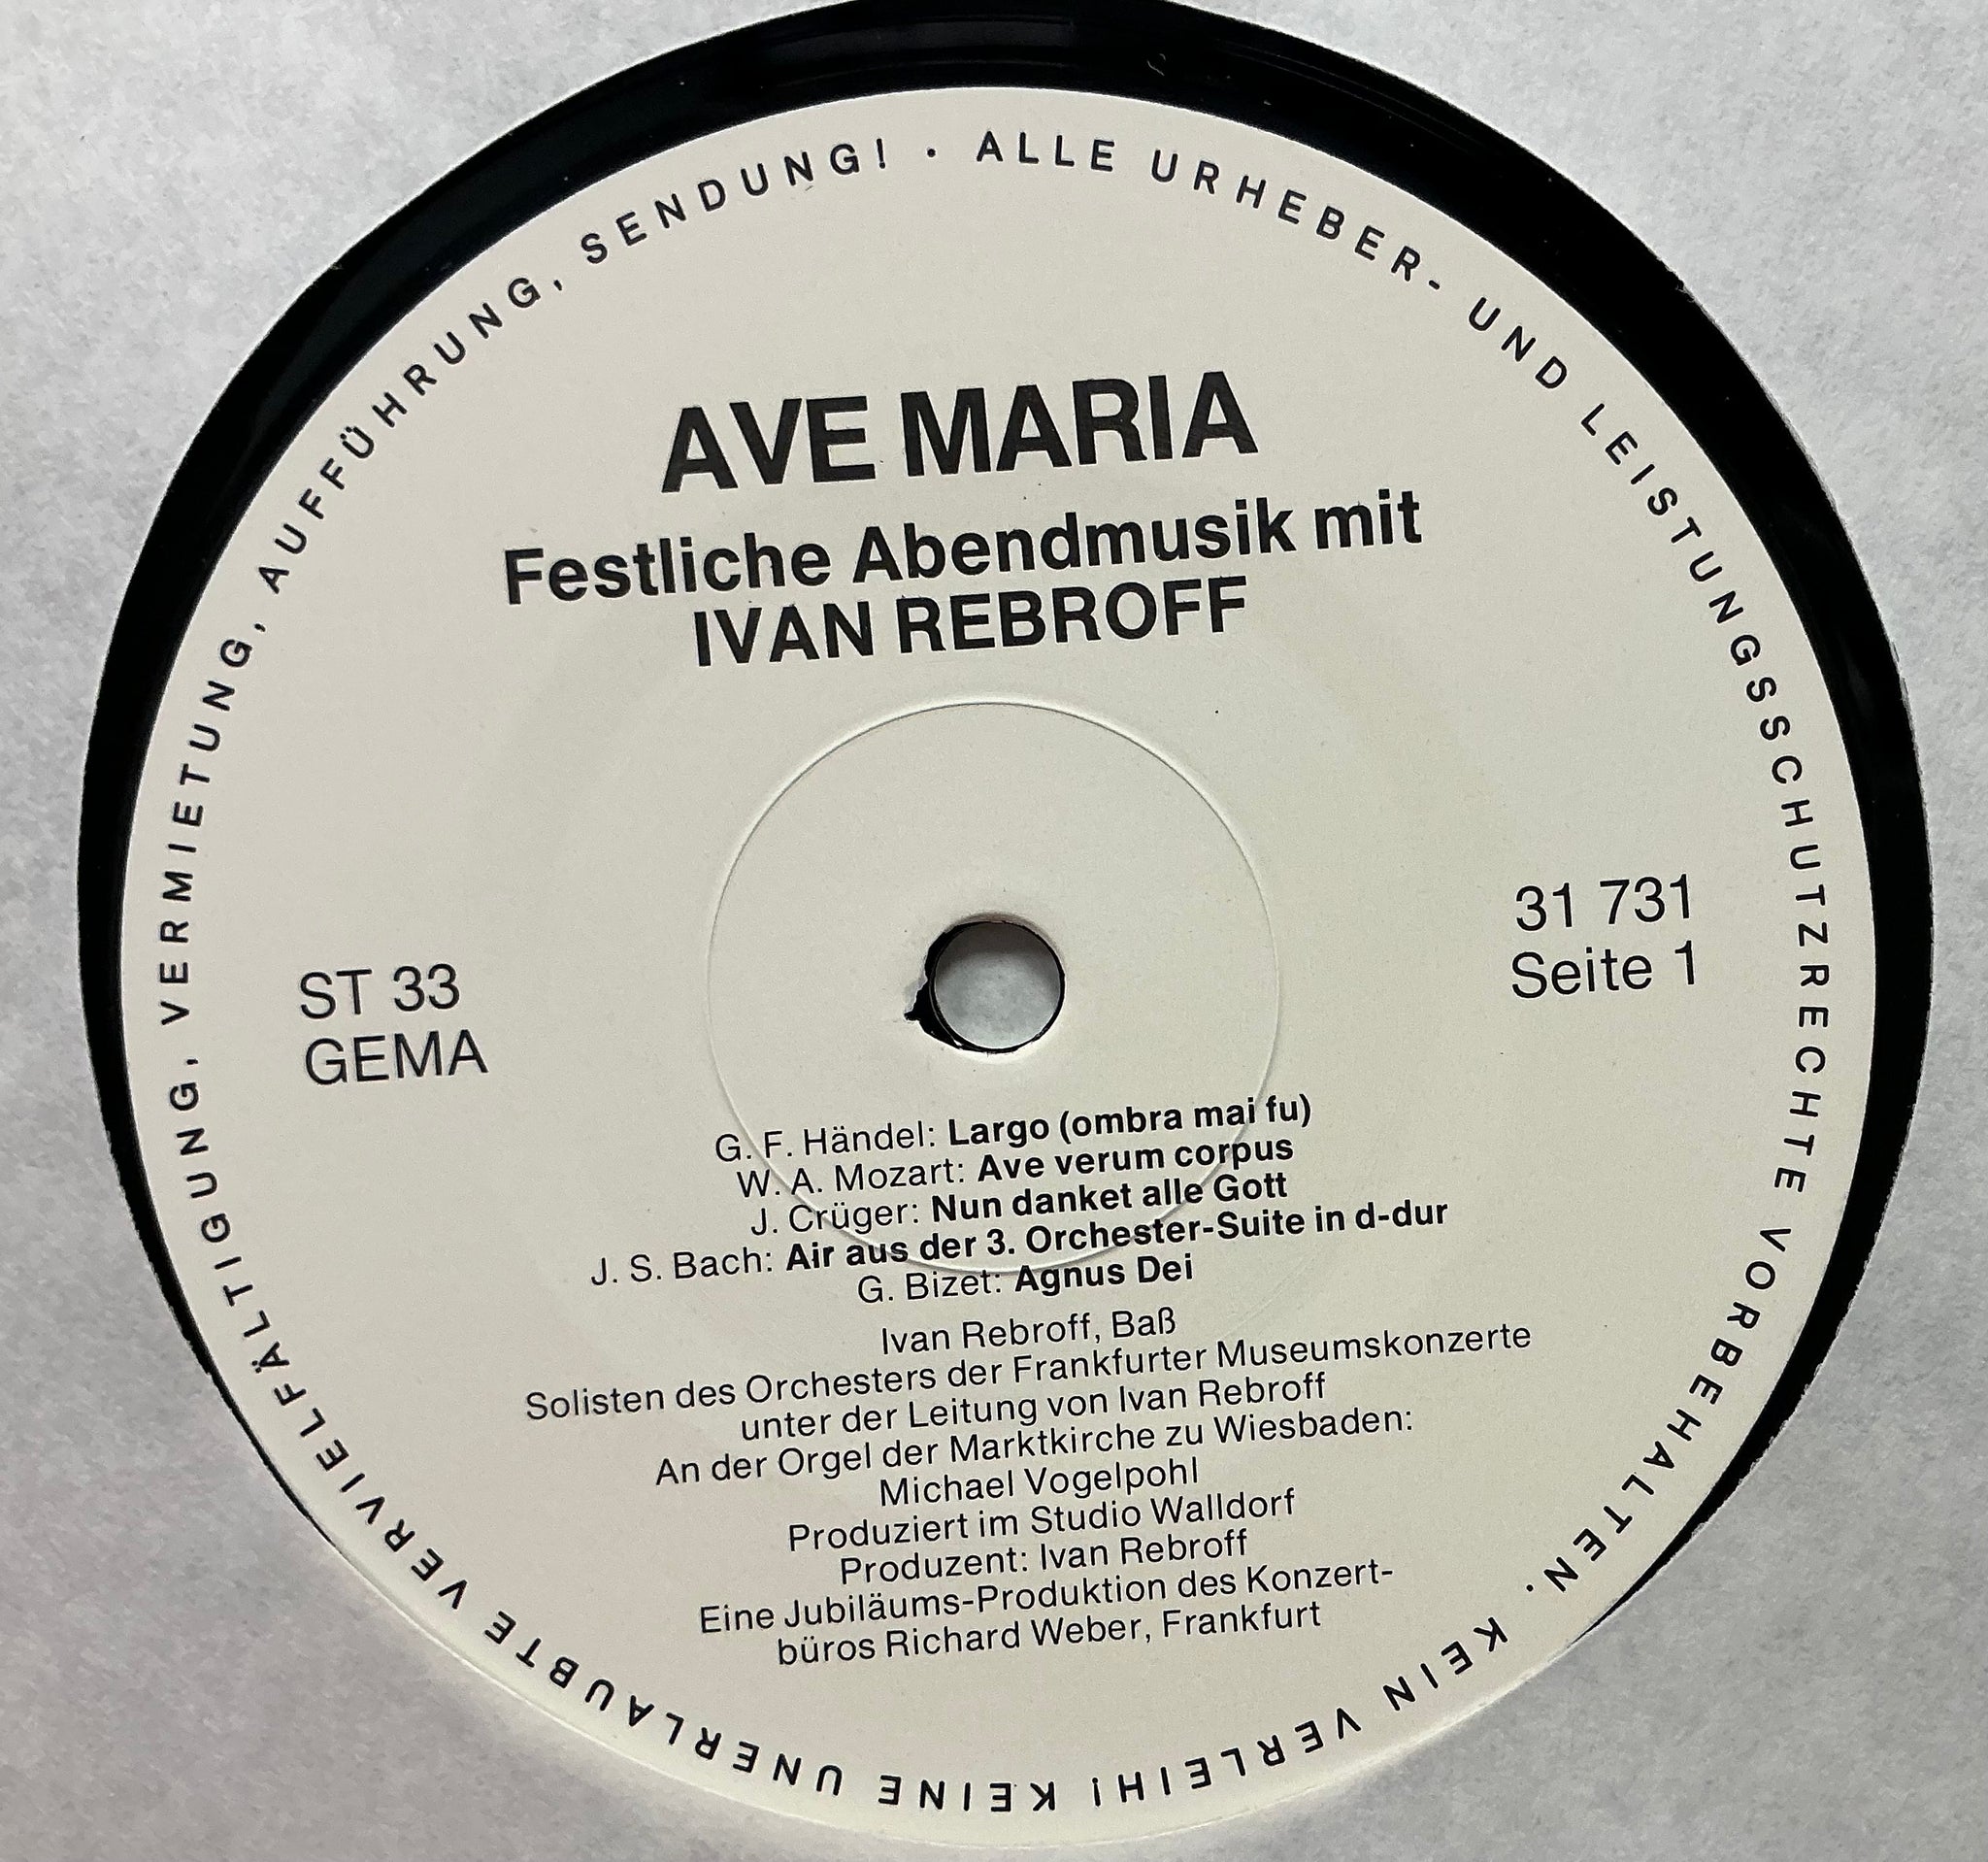 ALLE URHEBER- UND LEISTUNGSSCHUTZRECHTE VORBEHALTEN. KEIN VERLEIH! KEINE UNERLAUBTE VERVIELFÄLTIGUNG, VERMIETUNG, AUFFÜHRUNG, SENDUNG! ·
AVE MARIA
Festliche Abendmusik mit
IVAN REBROFF
ST 33
GEMA
31 731
Seite 1
G. F. Händel: Largo (ombra mai fu)
W. A. Mozart: Ave verum corpus
J. Crüger: Nun danket alle Gott
J. S. Bach: Air aus der 3. Orchester-Suite in d-dur
G. Bizet: Agnus Dei
Ivan Rebroff, Baß
Solisten des Orchesters der Frankfurter Museumskonzerte
unter der Leitung von Ivan Rebroff
An der Orgel der Marktkirche zu Wiesbaden:
Michael Vogelpohl
Produziert im Studio Walldorf
Produzent: Ivan Rebroff
Eine Jubiläums-Produktion des Konzert-
büros Richard Weber, Frankfurt